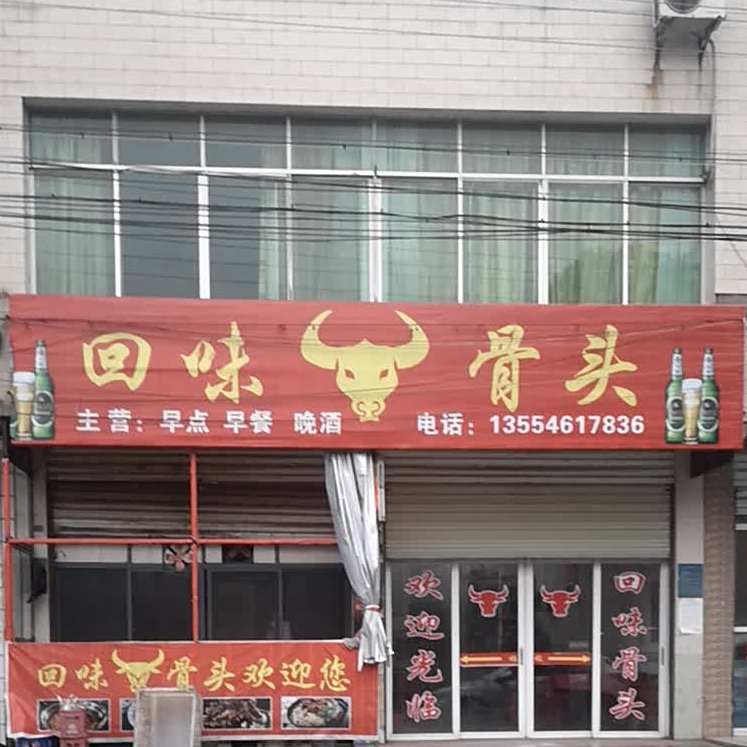 回味 骨头
主营：早点 早餐 晚酒 电话：13554617836
欢迎光临
回味骨头
回味 骨头欢迎您